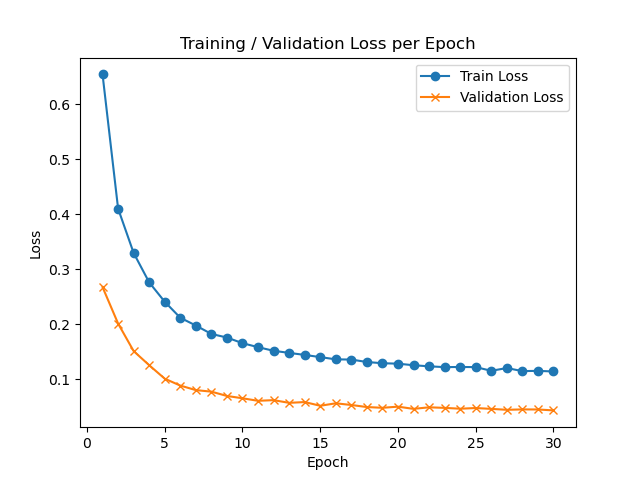 Training / Validation Loss per Epoch
Train Loss
Validation Loss
Loss
0.6
0.5
0.4
0.3
0.2
0.1
0 5 10 15 20 25 30
Epoch